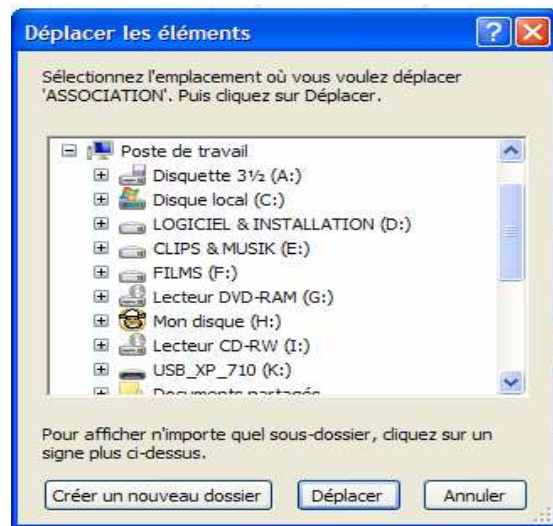 Déplacer les éléments
Sélectionnez l'emplacement où vous voulez déplacer
'ASSOCIATION'. Puis cliquez sur Déplacer.
Poste de travail
Disquette 3½ (A:)
Disque local (C:)
LOGICIEL & INSTALLATION (D:)
CLIPS & MUSIK (E:)
FILMS (F:)
Lecteur DVD-RAM (G:)
Mon disque (H:)
Lecteur CD-RW (I:)
USB_XP_710 (K:)
Documents partagés
Pour afficher n'importe quel sous-dossier, cliquez sur un
signe plus ci-dessus.
Créer un nouveau dossier Déplacer Annuler